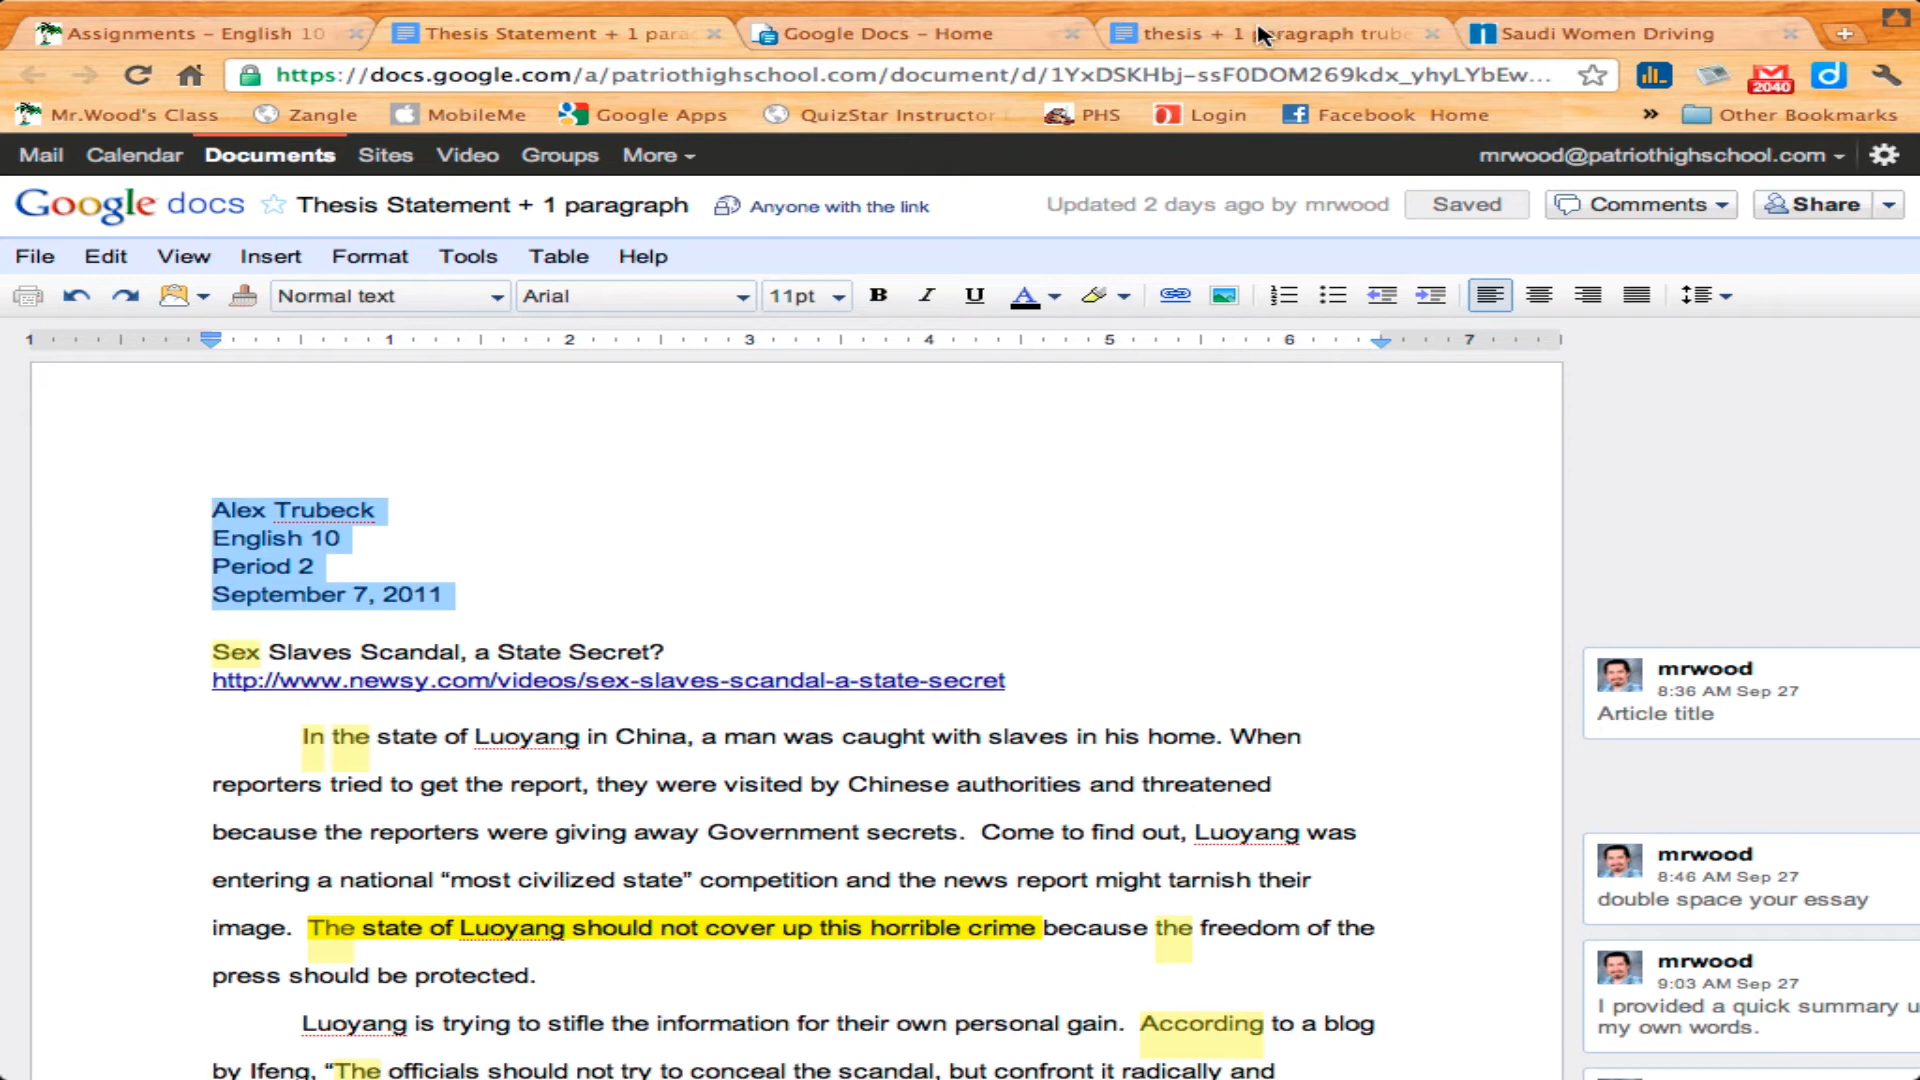 Assignments – English 10
Thesis Statement + 1 para
Google Docs – Home
thesis + 1 paragraph trube
Saudi Women Driving
https://docs.google.com/a/patriothighschool.com/document/d/1YxDSKHbj-ssF0DOM269kdx_yhyLYbEw...
2040
Mr.Wood's Class
Zangle
MobileMe
Google Apps
QuizStar Instructor
PHS
Login
Facebook Home
»
Other Bookmarks
Mail Calendar Documents Sites Video Groups More
mrwood@patriothighschool.com
Google docs
Thesis Statement + 1 paragraph
Anyone with the link
Updated 2 days ago by mrwood
Saved
Comments
Share
File Edit View Insert Format Tools Table Help
Normal text
Arial
11pt
B I U A
1 1 2 3 4 5 6 7
Alex Trubeck
English 10
Period 2
September 7, 2011
Sex Slaves Scandal, a State Secret?
http://www.newsy.com/videos/sex-slaves-scandal-a-state-secret
In the state of Luoyang in China, a man was caught with slaves in his home. When
reporters tried to get the report, they were visited by Chinese authorities and threatened
because the reporters were giving away Government secrets.  Come to find out, Luoyang was
entering a national “most civilized state” competition and the news report might tarnish their
image.  The state of Luoyang should not cover up this horrible crime because the freedom of the
press should be protected.
Luoyang is trying to stifle the information for their own personal gain.  According to a blog
by Ifeng, “The officials should not try to conceal the scandal, but confront it radically and
mrwood
8:36 AM Sep 27
Article title
mrwood
8:46 AM Sep 27
double space your essay
mrwood
9:03 AM Sep 27
I provided a quick summary u
my own words.